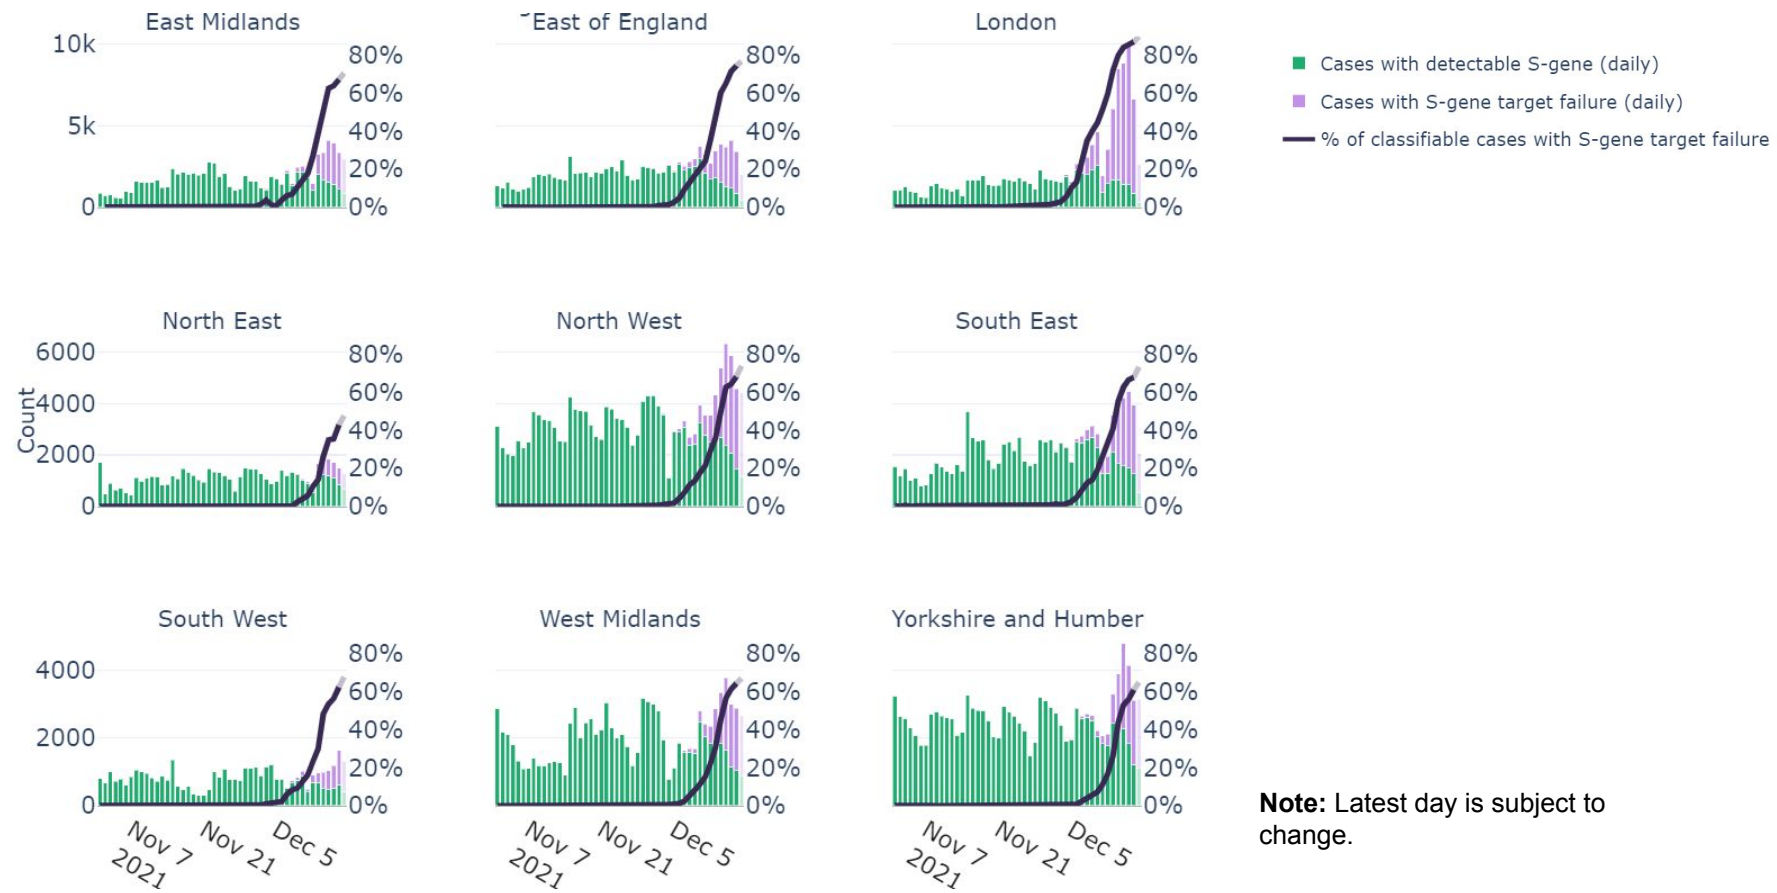 East Midlands
East of England
London
10k
5k
0
80%
60%
40%
20%
0%
80%
60%
40%
20%
0%
80%
60%
40%
20%
0%
Cases with detectable S-gene (daily)
Cases with S-gene target failure (daily)
% of classifiable cases with S-gene target failure
North East
North West
South East
Count
6000
4000
2000
0
80%
60%
40%
20%
0%
80%
60%
40%
20%
0%
80%
60%
40%
20%
0%
South West
West Midlands
Yorkshire and Humber
4000
2000
0
80%
60%
40%
20%
0%
80%
60%
40%
20%
0%
80%
60%
40%
20%
0%
Nov 7
2021
Nov 21
Dec 5
Nov 7
2021
Nov 21
Dec 5
Nov 7
2021
Nov 21
Dec 5
Note: Latest day is subject to
change.